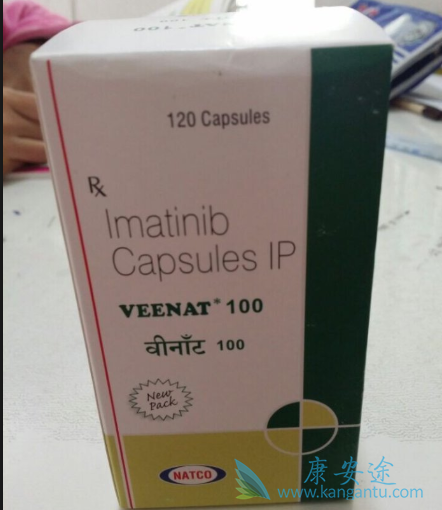 120 Capsules
Rx
Imatinib
Capsules IP
VEENAT* 100
वीनॉट 100
New
Pack
NATCO
康安途
www.kangantu.com